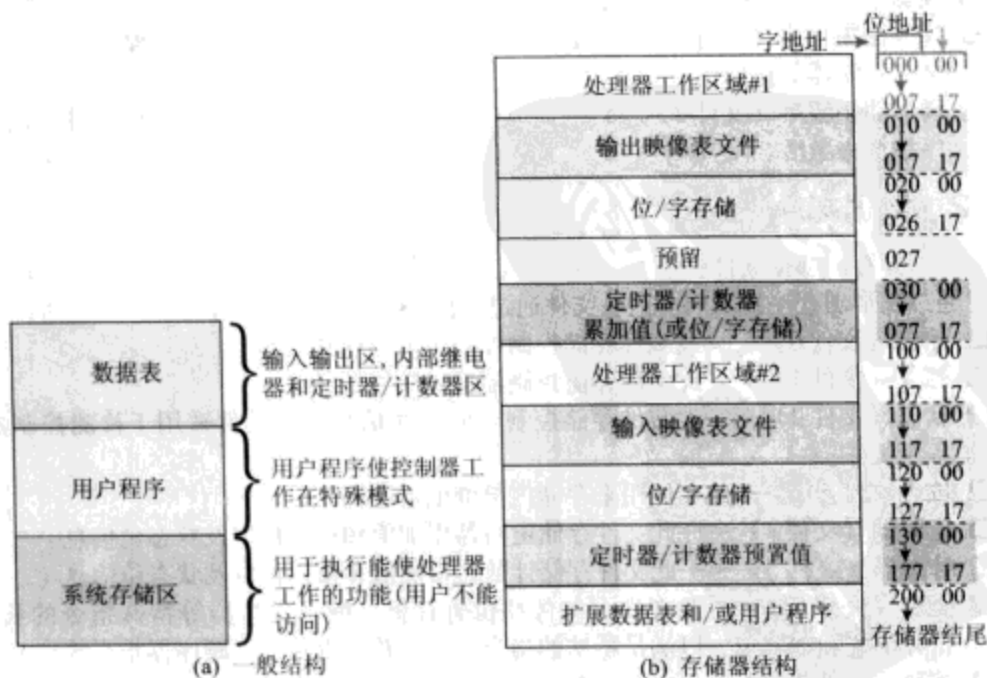 位地址
字地址
000 00
处理器工作区域#1
007 17
010 00
输出映像表文件
017 17
020 00
位/字存储
026 17
预留
027
030 00
定时器/计数器
累加值(或位/字存储)
077 17
100 00
处理器工作区域#2
107 17
110 00
输入映像表文件
117 17
120 00
位/字存储
127 17
130 00
定时器/计数器预置值
177 17
200 00
扩展数据表和/或用户程序
存储器结尾
(b) 存储器结构
数据表
输入输出区,内部继电
器和定时器/计数器区
用户程序
用户程序使控制器工
作在特殊模式
系统存储区
用于执行能使处理器
工作的功能(用户不能
访问)
(a) 一般结构